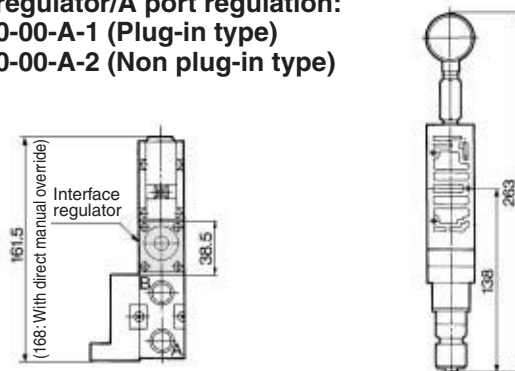 regulator/A port regulation:
0-00-A-1 (Plug-in type)
0-00-A-2 (Non plug-in type)
161.5
(168: With direct manual override)
Interface
regulator
38.5
B
A
263
138